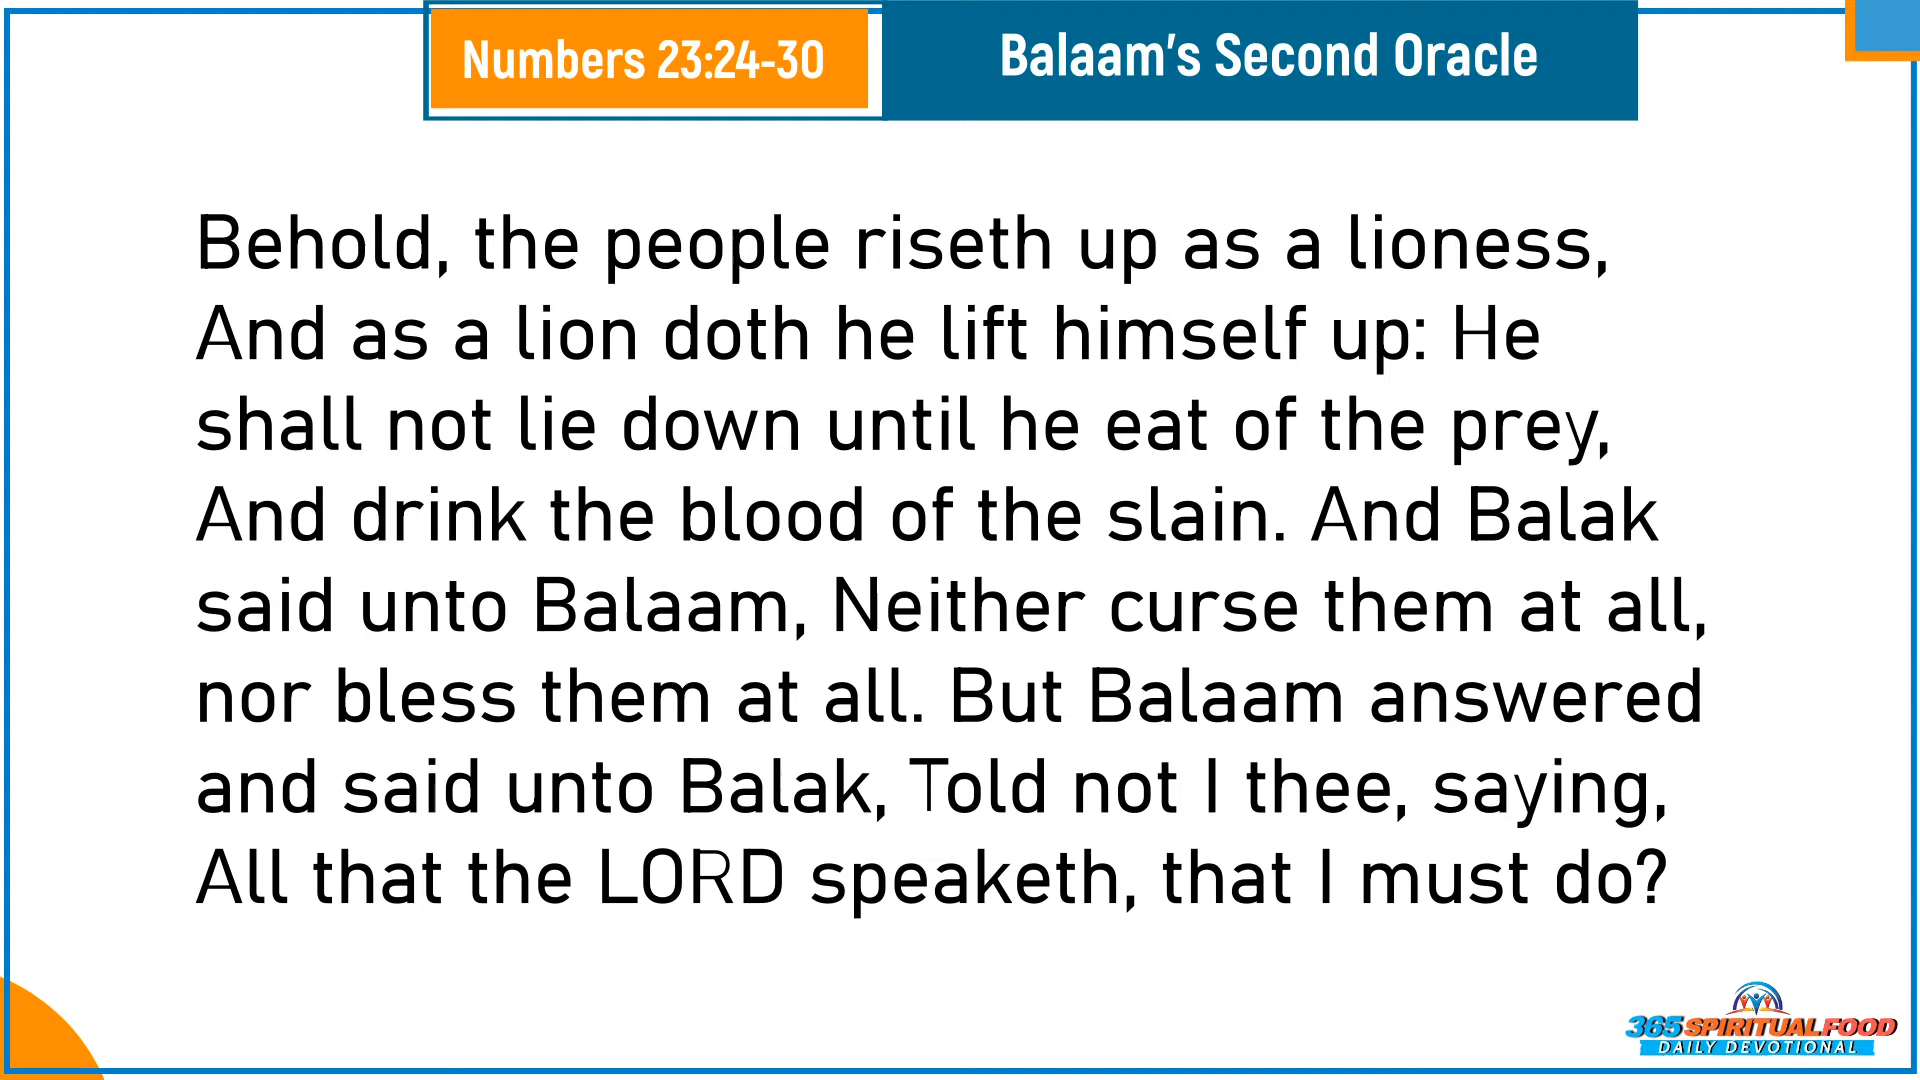 Numbers 23:24-30
Balaam's Second Oracle
Behold, the people riseth up as a lioness,
And as a lion doth he lift himself up: He
shall not lie down until he eat of the prey,
And drink the blood of the slain. And Balak
said unto Balaam, Neither curse them at all,
nor bless them at all. But Balaam answered
and said unto Balak, Told not I thee, saying,
All that the LORD speaketh, that I must do?
365 SPIRITUAL FOOD
DAILY DEVOTIONAL